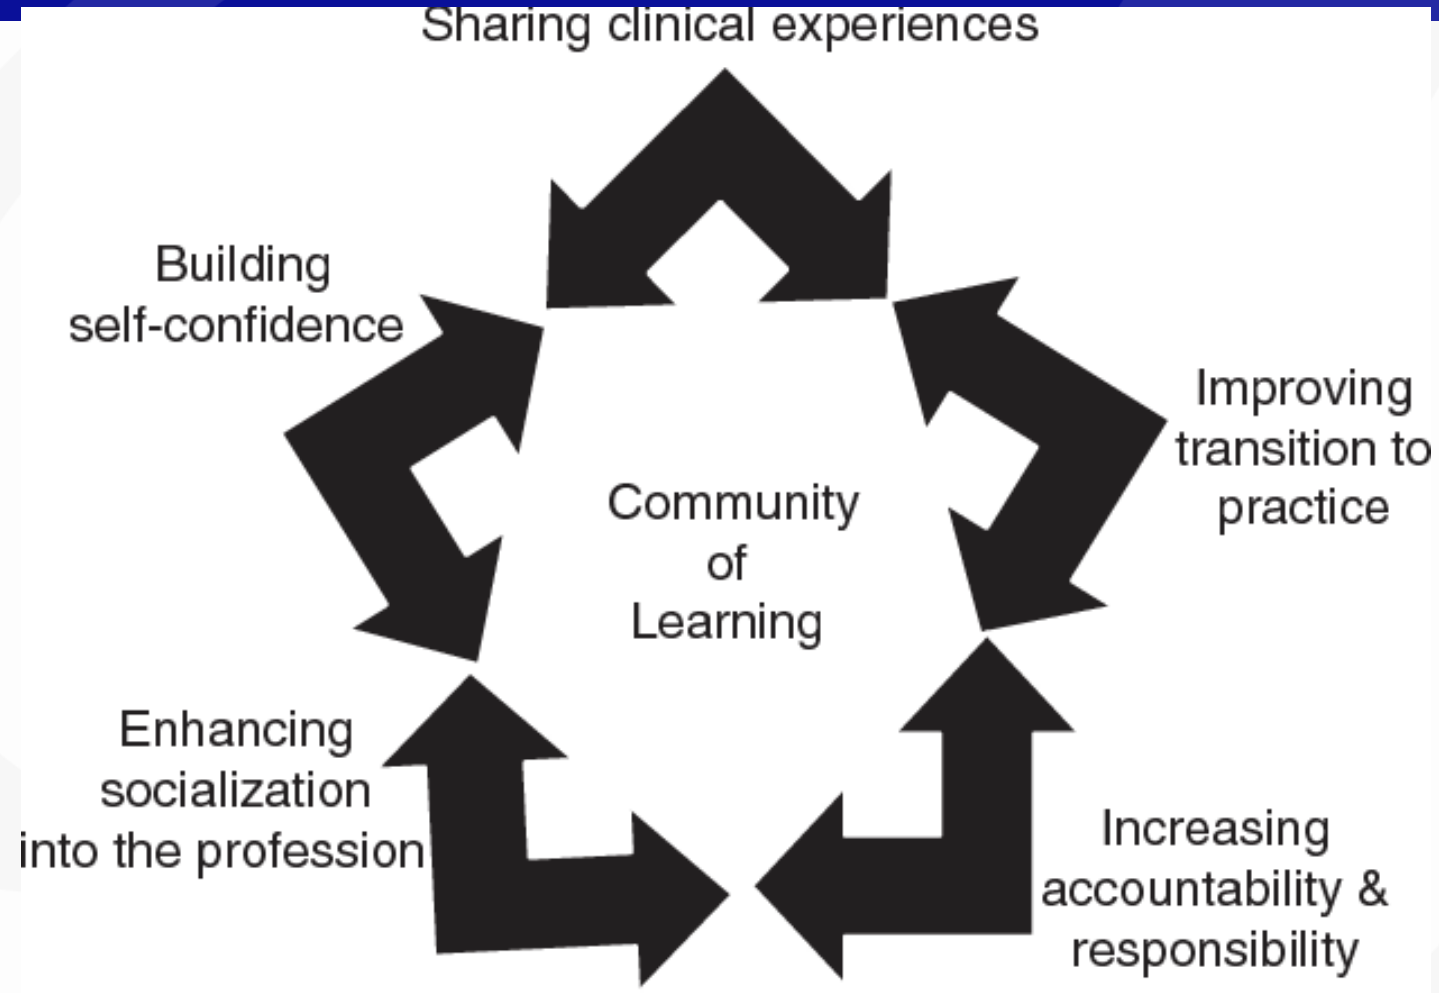 Sharing clinical experiences
Building
self-confidence
Improving
transition to
practice
Community
of
Learning
Enhancing
socialization
into the profession
Increasing
accountability &
responsibility